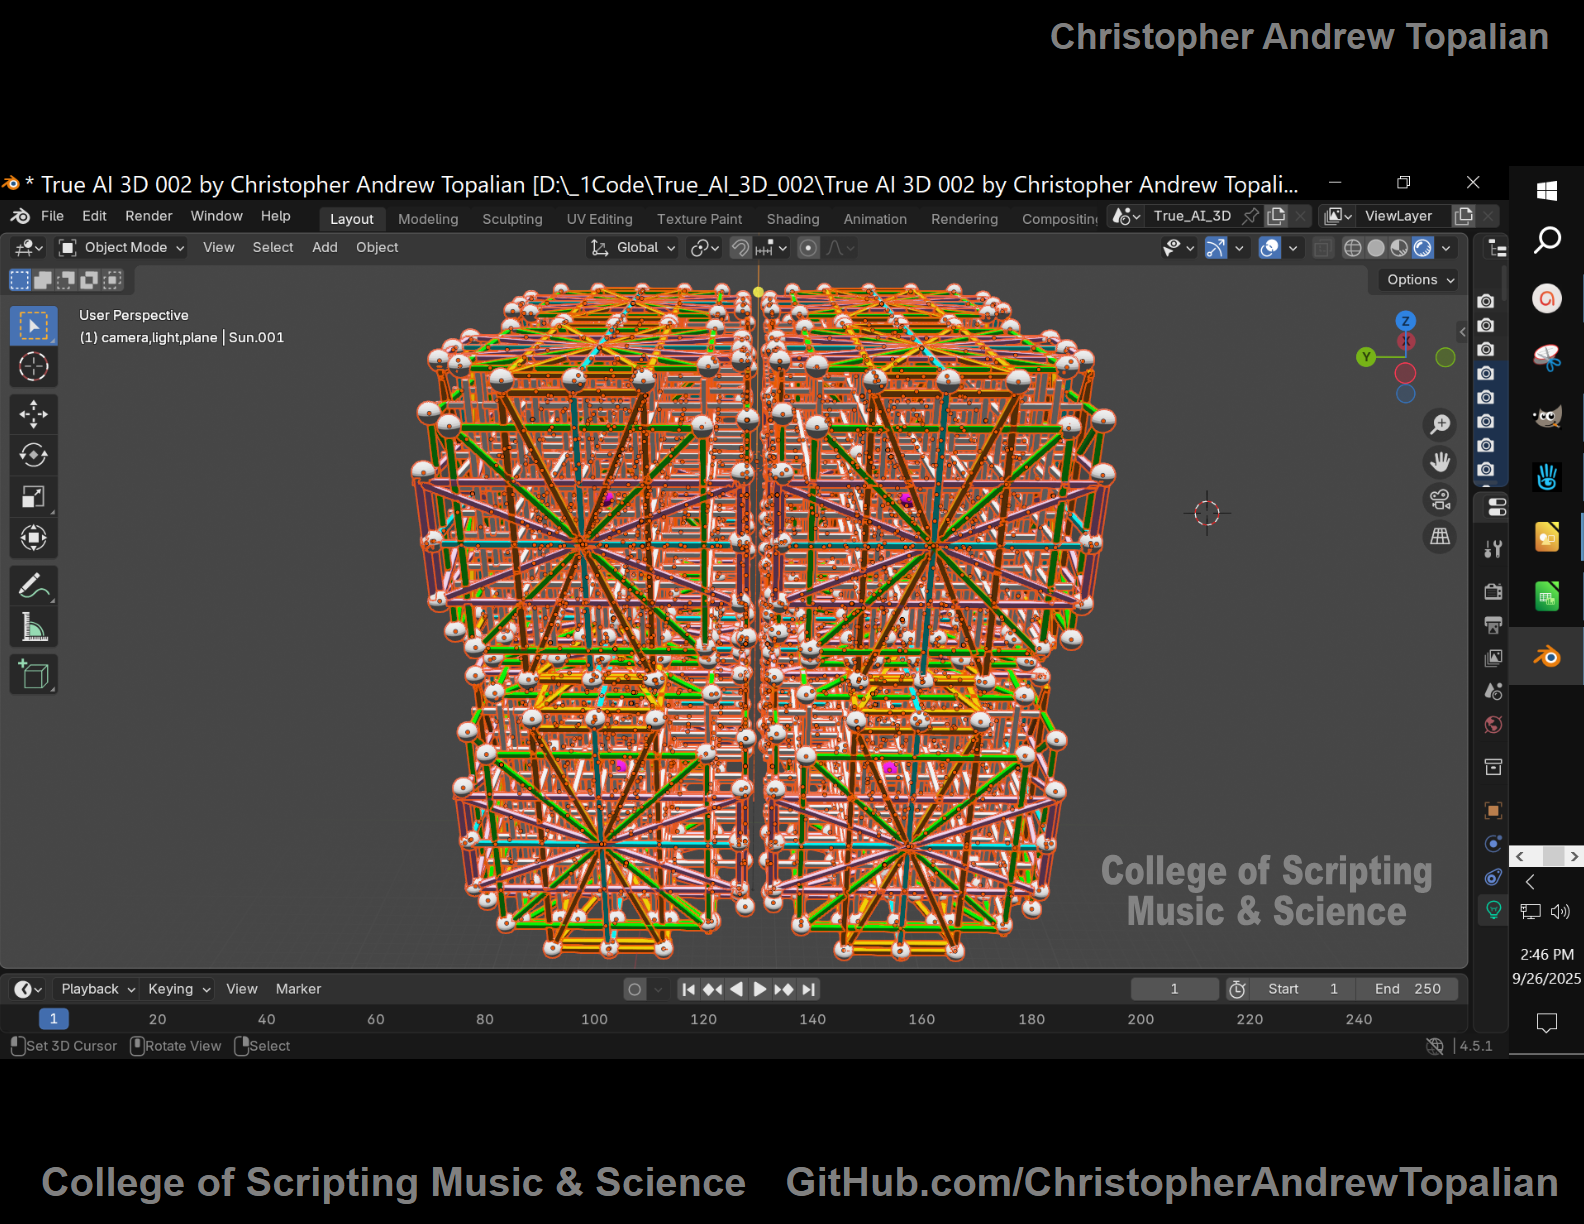 Christopher Andrew Topalian
* True AI 3D 002 by Christopher Andrew Topalian [D:\_1Code\True_AI_3D_002\True AI 3D 002 by Christopher Andrew Topali...
File Edit Render Window Help Layout Modeling Sculpting UV Editing Texture Paint Shading Animation Rendering Compositing True_AI_3D ViewLayer
Object Mode View Select Add Object Global
Options
User Perspective
(1) camera,light,plane | Sun.001
Z
X
Y
College of Scripting
Music & Science
Playback Keying View Marker 1 Start 1 End 250
1 20 40 60 80 100 120 140 160 180 200 220 240
Set 3D Cursor Rotate View Select 4.5.1
2:46 PM
9/26/2025
College of Scripting Music & Science GitHub.com/ChristopherAndrewTopalian